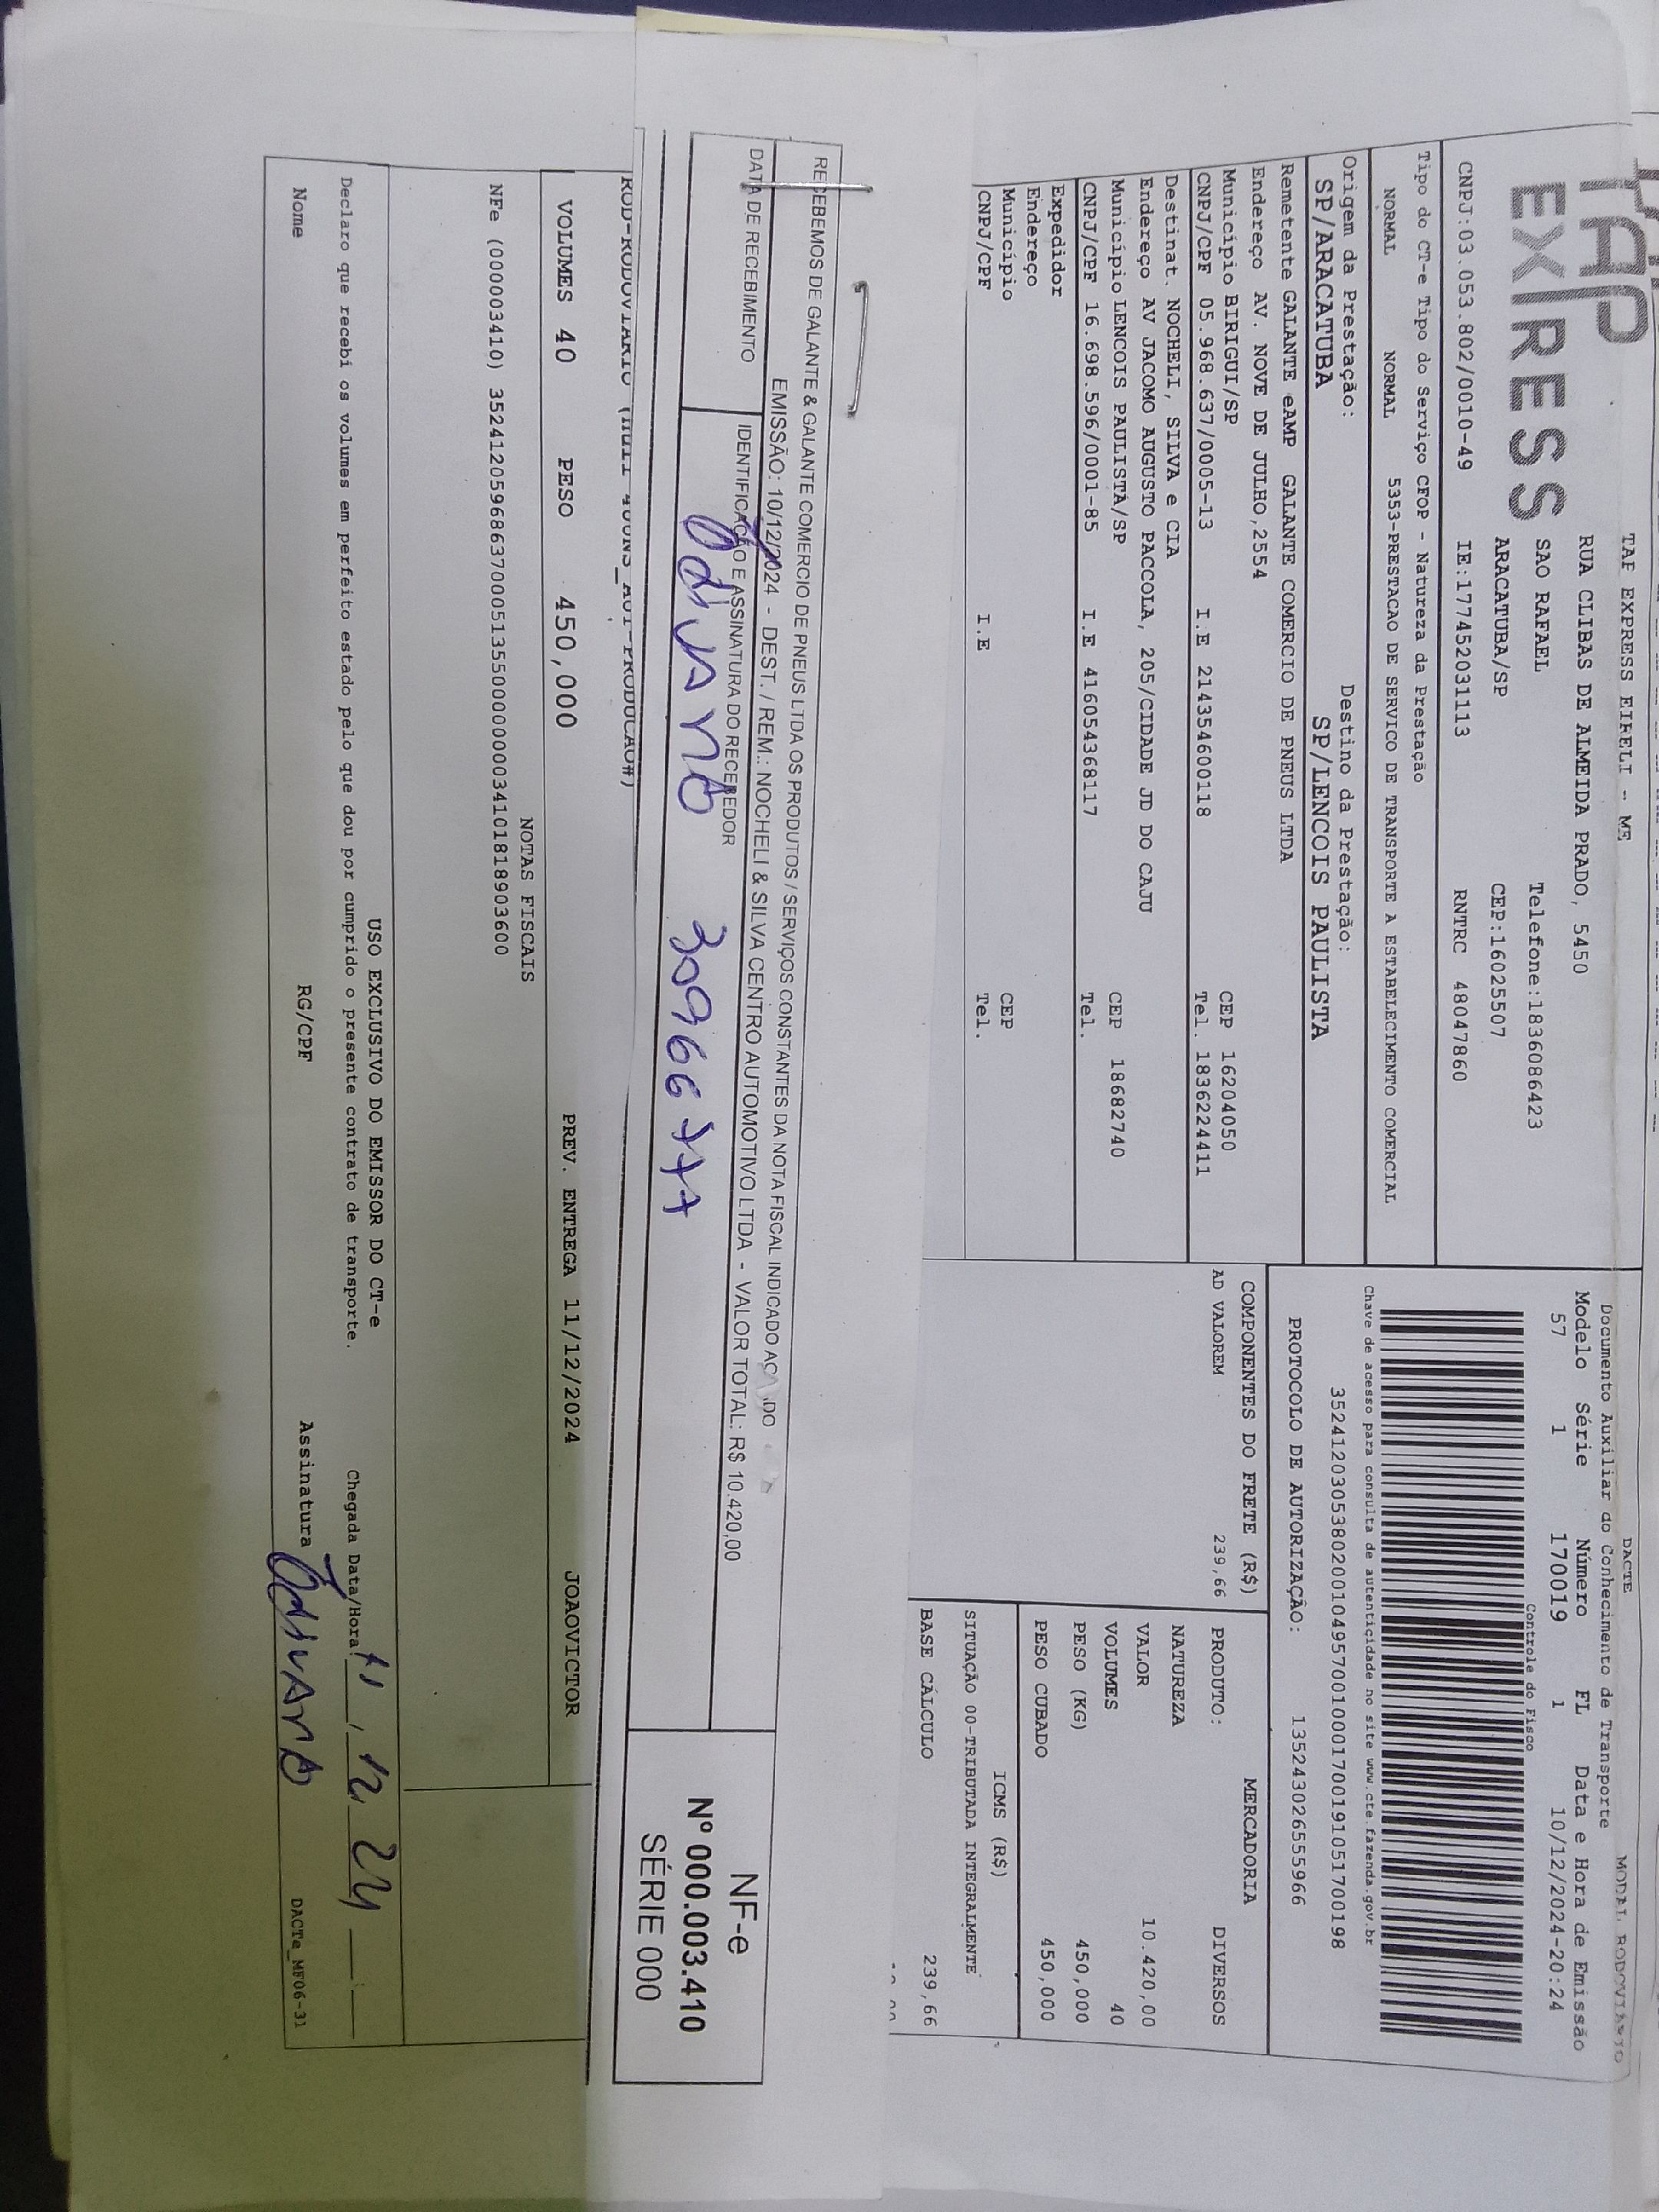 TAF EXPRESS EIRELI - ME
RUA CLIBAS DE ALMEIDA PRADO, 5450
TAP
EXPRESS
SAO RAFAEL Telefone:1836086423
ARACATUBA/SP CEP:16025507
CNPJ:03.053.802/0010-49 IE:177452031113 RNTRC 48047860
Tipo do CT-e Tipo do Serviço CFOP - Natureza da Prestação
NORMAL NORMAL 5353-PRESTACAO DE SERVICO DE TRANSPORTE A ESTABELECIMENTO COMERCIAL
Origem da Prestação: Destino da Prestação:
SP/ARACATUBA SP/LENCOIS PAULISTA
Remetente GALANTE eAMP GALANTE COMERCIO DE PNEUS LTDA
Endereço AV. NOVE DE JULHO,2554
Município BIRIGUI/SP CEP 16204050
CNPJ/CPF 05.968.637/0005-13 I.E 214354600118 Tel. 1836224411
Destinat. NOCHELI, SILVA e CIA
Endereço AV JACOMO AUGUSTO PACCOLA, 205/CIDADE JD DO CAJU
Município LENCOIS PAULISTA/SP CEP 18682740
CNPJ/CPF 16.698.596/0001-85 I.E 416054368117 Tel.
Expedidor
Endereço
Município CEP
CNPJ/CPF I.E Tel.
DACTE MODAL RODOVIARIO
Documento Auxiliar do Conhecimento de Transporte
Modelo Série Número FL Data e Hora de Emissão
57 1 170019 1 10/12/2024-20:24
Controle do Fisco
Chave de acesso para consulta de autenticidade no site www.cte.fazenda.gov.br
35241203053802001049570010001700191051700198
PROTOCOLO DE AUTORIZAÇÃO: 135243026555966
COMPONENTES DO FRETE (R$)
AD VALOREM 239,66
MERCADORIA
PRODUTO: DIVERSOS
NATUREZA
VALOR 10.420,00
VOLUMES 40
PESO (KG) 450,000
PESO CUBADO 450,000
ICMS (R$)
SITUAÇÃO 00-TRIBUTADA INTEGRALMENTE
BASE CÁLCULO 239,66
RECEBEMOS DE GALANTE & GALANTE COMERCIO DE PNEUS LTDA OS PRODUTOS / SERVIÇOS CONSTANTES DA NOTA FISCAL INDICADO
EMISSÃO: 10/12/2024 - DEST. / REM.: NOCHELI & SILVA CENTRO AUTOMOTIVO LTDA - VALOR TOTAL: R$ 10.420,00
DATA DE RECEBIMENTO IDENTIFICAÇÃO E ASSINATURA DO RECEBEDOR
NF-e
Nº 000.003.410
SÉRIE 000
VOLUMES 40 PESO 450,000 PREV. ENTREGA 11/12/2024 JOAOVICTOR
NOTAS FISCAIS
NFe (000003410) 35241205968637000513550000000034101818903600
USO EXCLUSIVO DO EMISSOR DO CT-e
Declaro que recebi os volumes em perfeito estado pelo que dou por cumprido o presente contrato de transporte. Chegada Data/Hora 11, 12, 24
Nome RG/CPF Assinatura DACTe_MF06-31